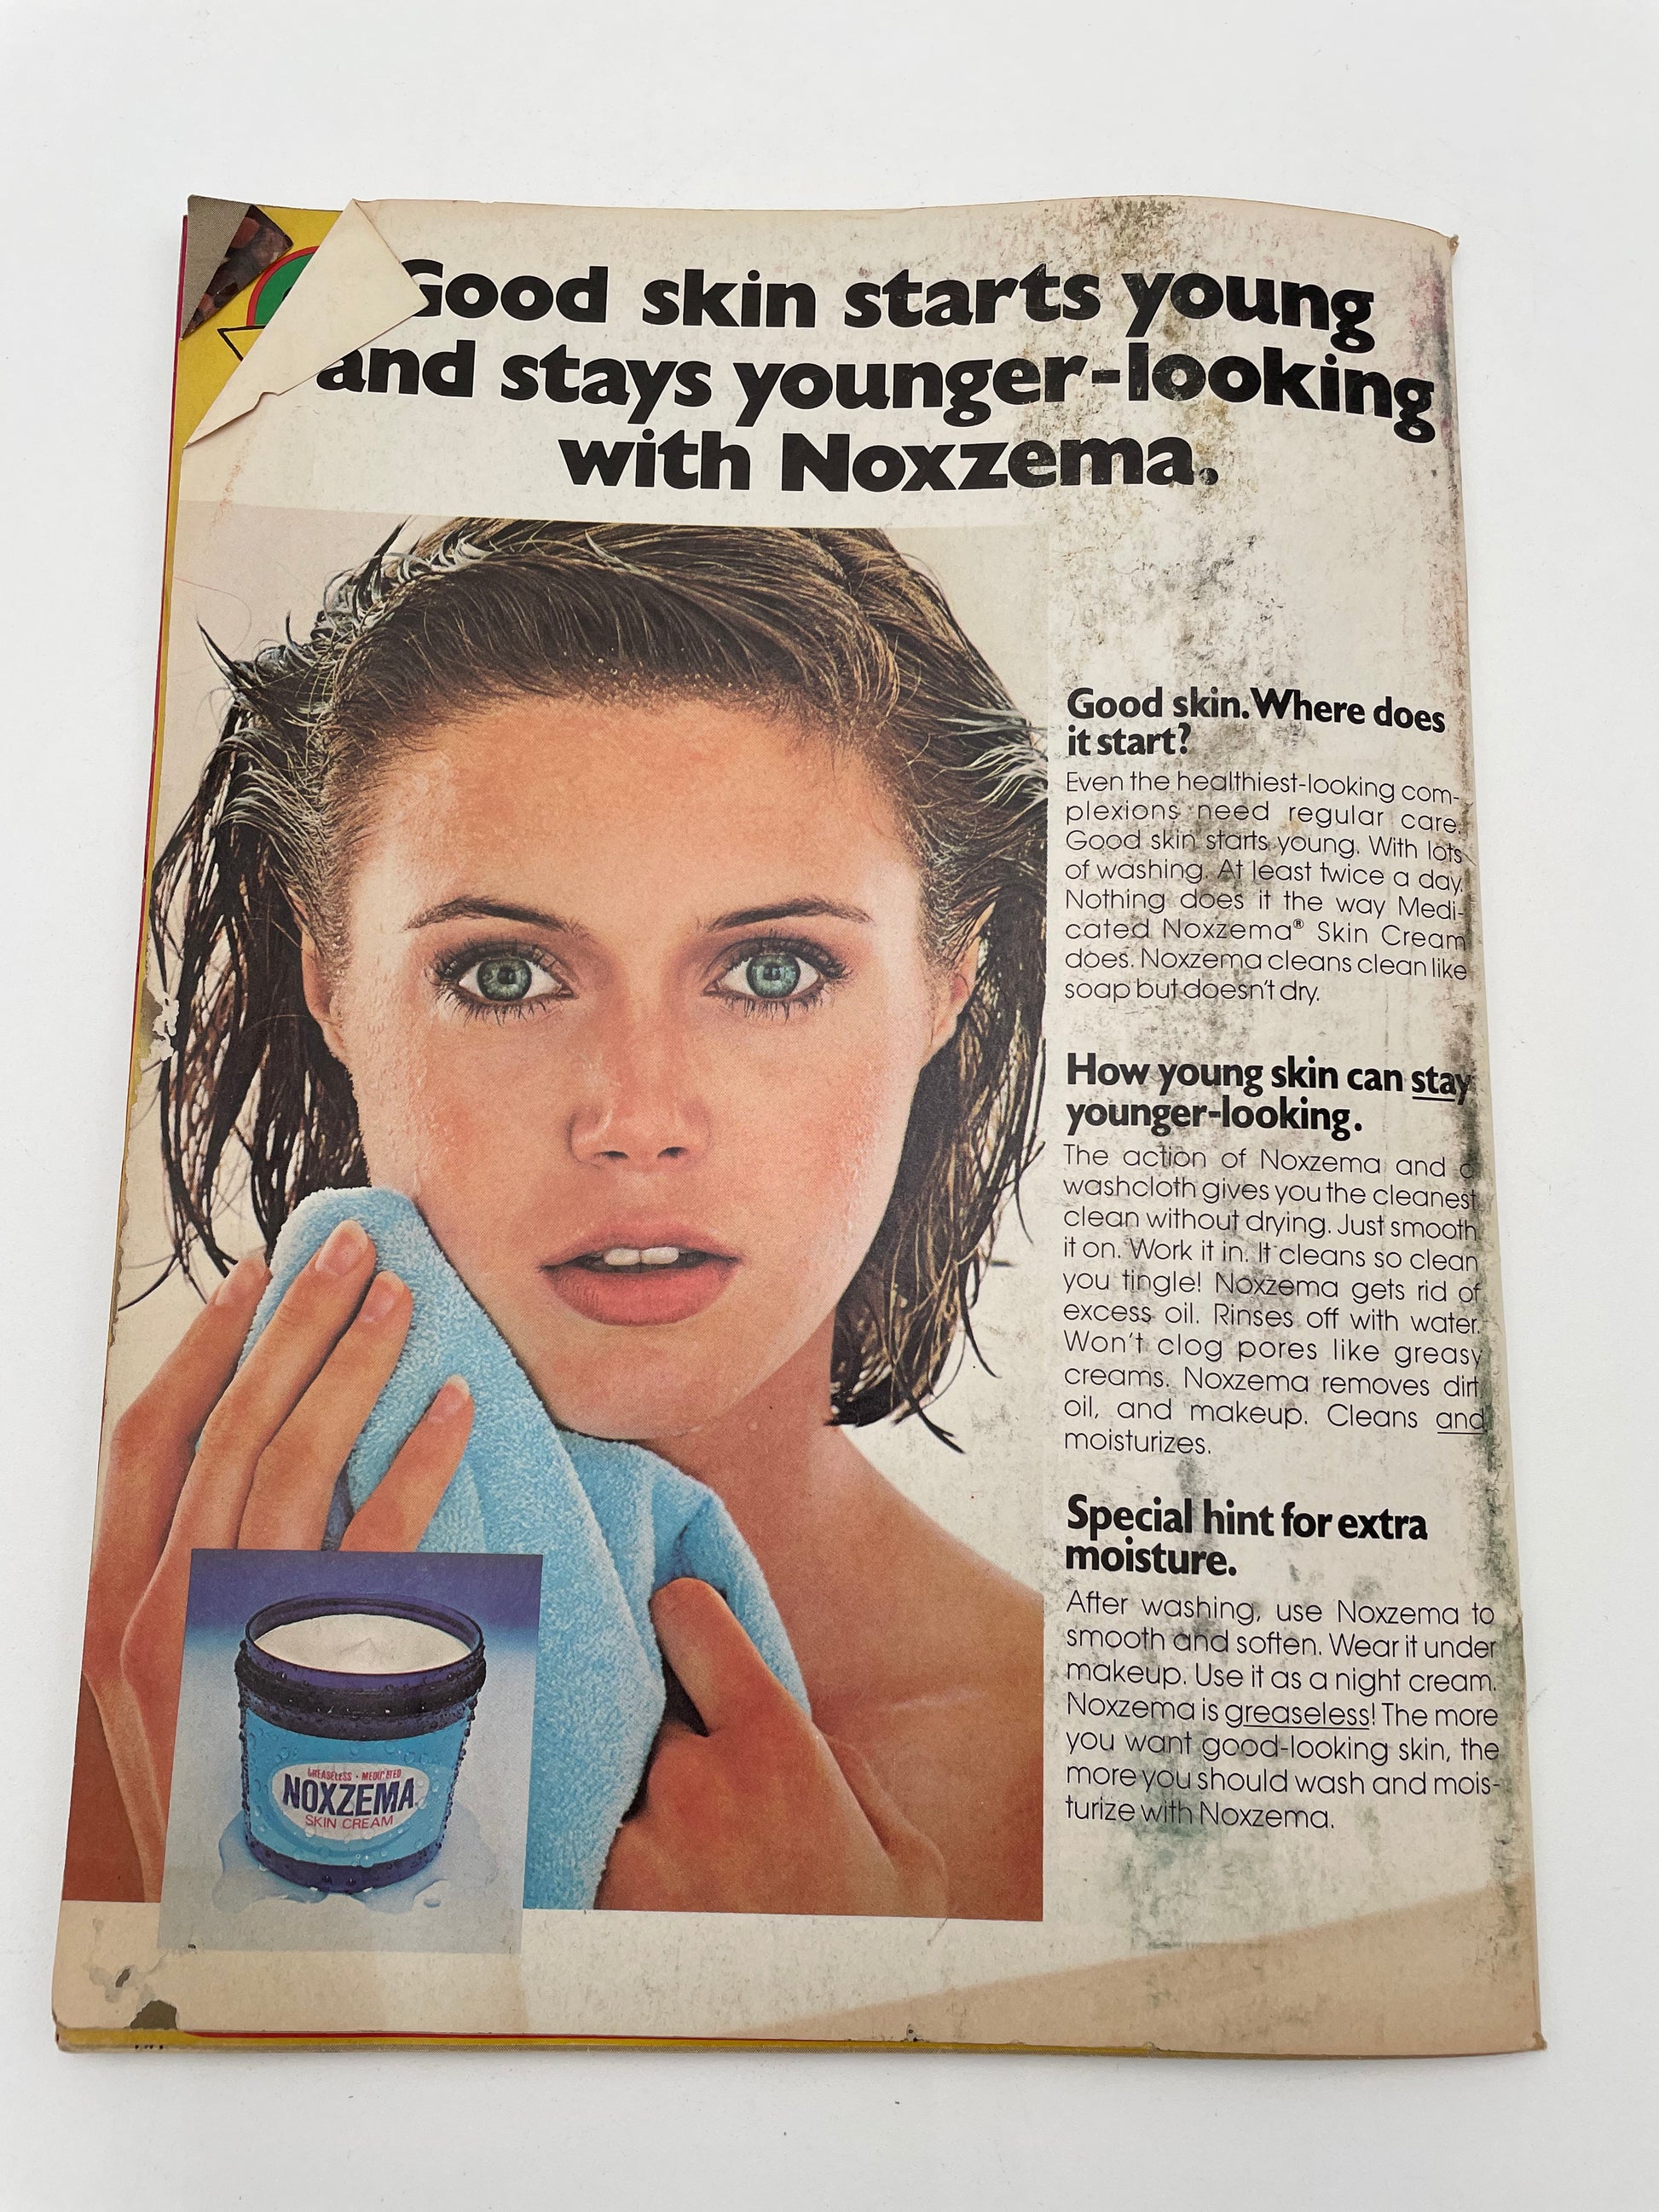 Good skin starts young
and stays younger-looking
with Noxzema.
Good skin. Where does
it start?
Even the healthiest-looking com-
plexions need regular care.
Good skin starts young. With lots
of washing. At least twice a day.
Nothing does it the way Medi-
cated Noxzema® Skin Cream
does. Noxzema cleans clean like
soap but doesn't dry.
How young skin can stay
younger-looking.
The action of Noxzema and a
washcloth gives you the cleanest
clean without drying. Just smooth
it on. Work it in. It cleans so clean
you tingle! Noxzema gets rid of
excess oil. Rinses off with water.
Won't clog pores like greasy
creams. Noxzema removes dirt,
oil, and makeup. Cleans and
moisturizes.
Special hint for extra
moisture.
After washing, use Noxzema to
smooth and soften. Wear it under
makeup. Use it as a night cream.
Noxzema is greaseless! The more
you want good-looking skin, the
more you should wash and mois-
turize with Noxzema.
GREASELESS • MEDICATED
NOXZEMA
SKIN CREAM